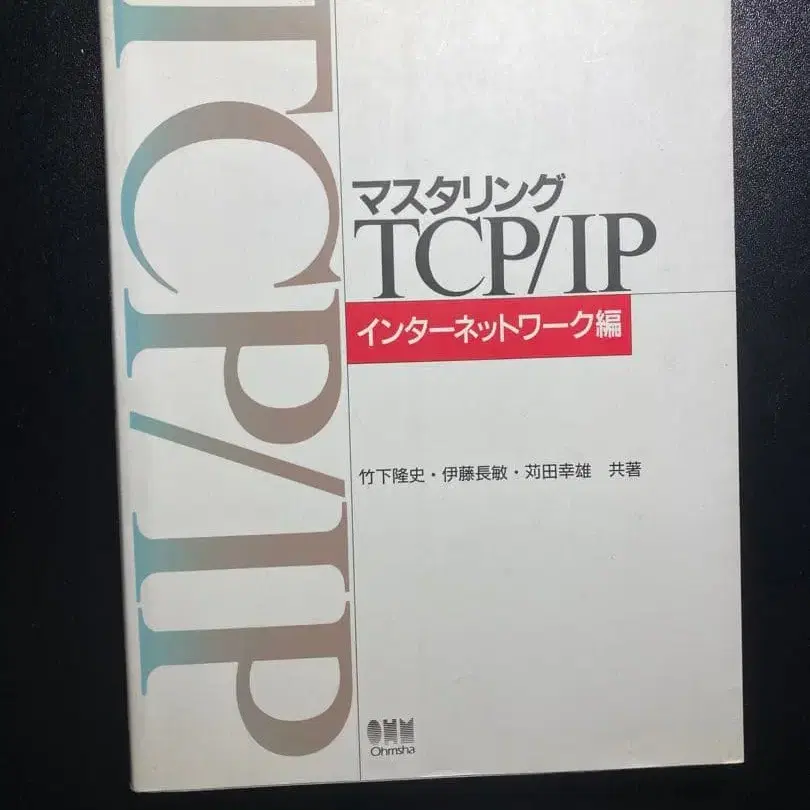 TCP/IP
マスタリング
TCP/IP
インターネットワーク編
竹下隆史・伊藤長敏・苅田幸雄 共著
OHM
Ohmsha